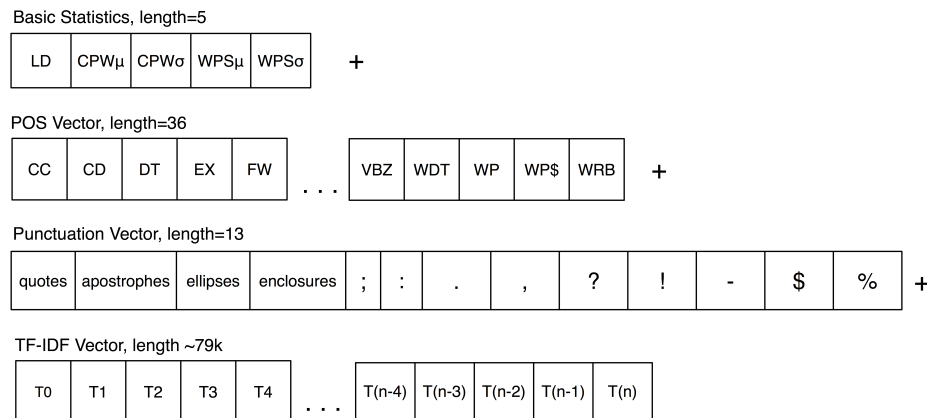 Basic Statistics, length=5
LD CPWμ CPWσ WPSμ WPSσ +
POS Vector, length=36
CC CD DT EX FW . . . VBZ WDT WP WP$ WRB +
Punctuation Vector, length=13
quotes apostrophes ellipses enclosures ; : . , ? ! - $ % +
TF-IDF Vector, length ~79k
T0 T1 T2 T3 T4 . . . T(n-4) T(n-3) T(n-2) T(n-1) T(n)